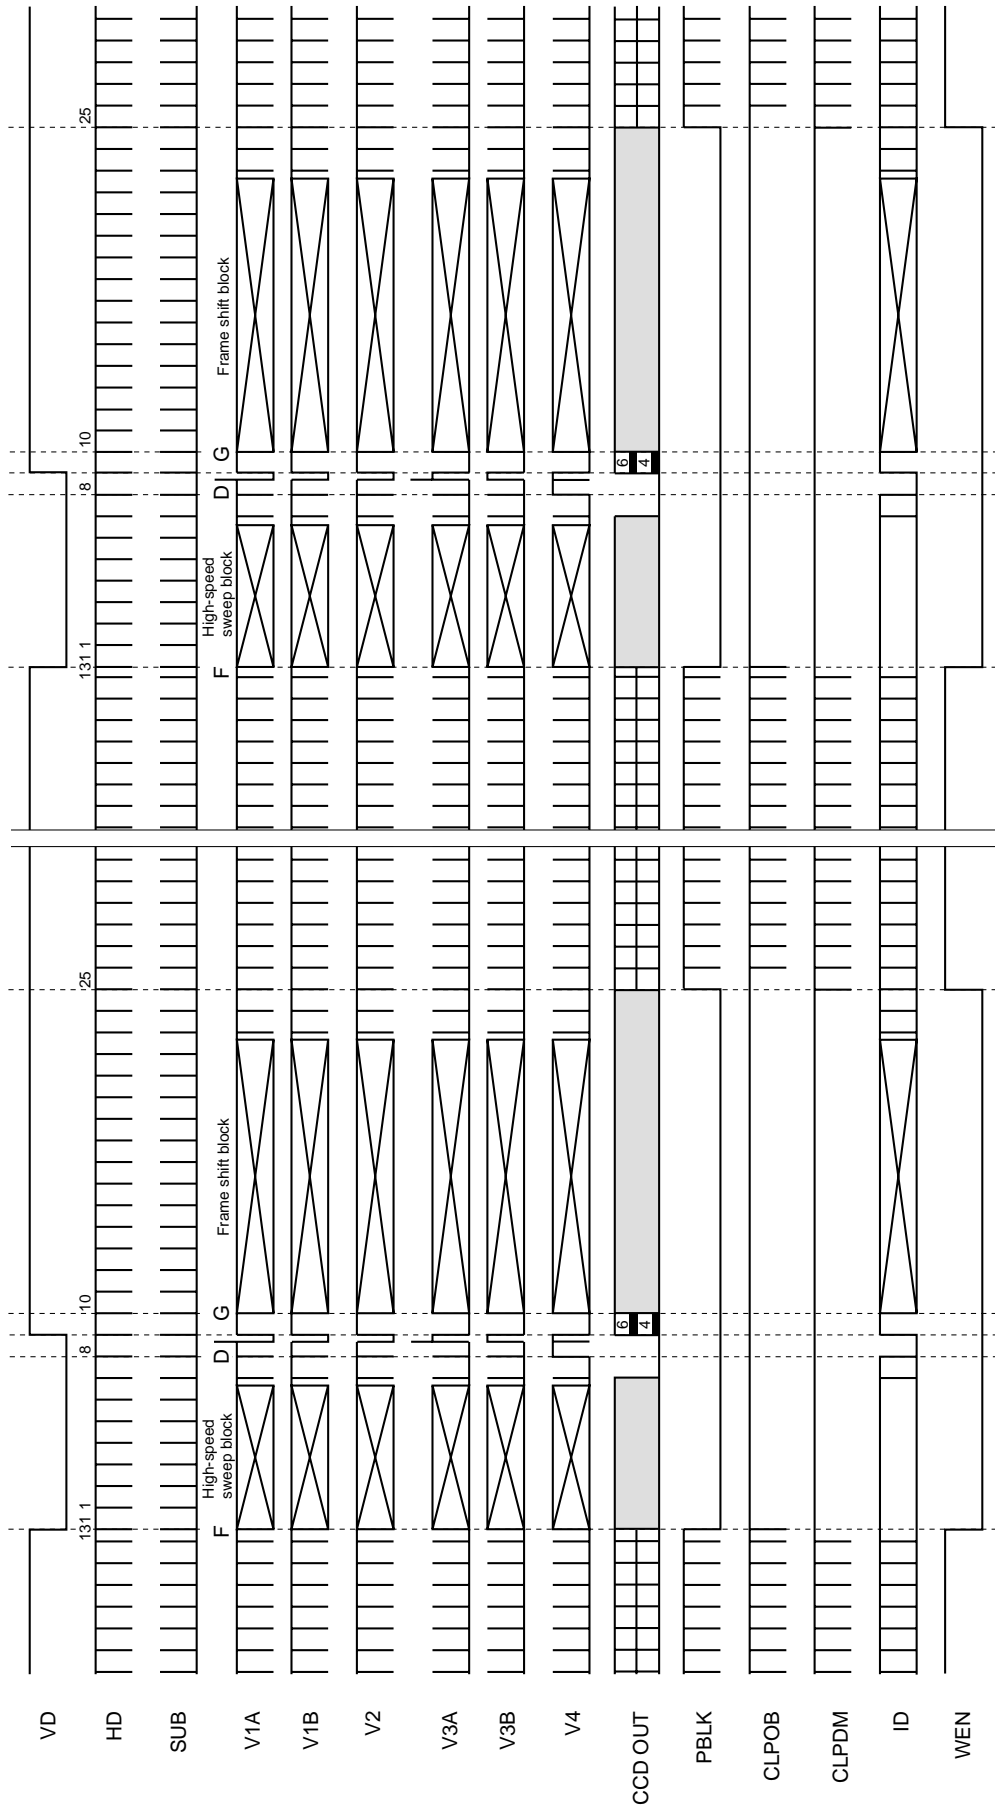 VD
131 1 8 10 25 131 1 8 10 25
HD
SUB
High-speed
sweep block
Frame shift block
High-speed
sweep block
Frame shift block
F D G F D G
V1A
V1B
V2
V3A
V3B
V4
6 6
CCD OUT
4 4
PBLK
CLPOB
CLPDM
ID
WEN